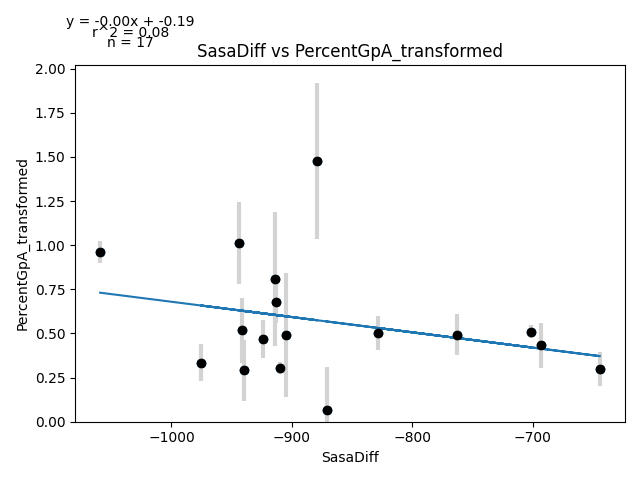 y = -0.00x + -0.19
r^2 = 0.08
n = 17
SasaDiff vs PercentGpA_transformed
2.00
1.75
1.50
1.25
1.00
0.75
0.50
0.25
0.00
PercentGpA_transformed
−1000
−900
−800
−700
SasaDiff